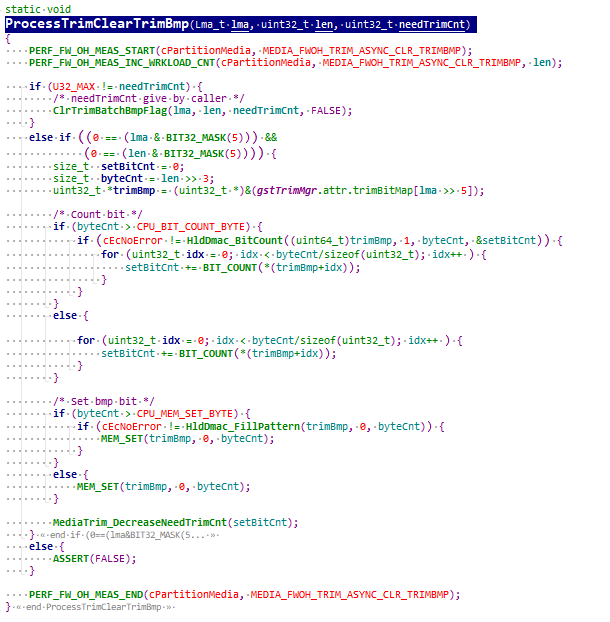 static void
ProcessTrimClearTrimBmp(Lma_t lma, uint32_t len, uint32_t needTrimCnt)
{
    PERF_FW_OH_MEAS_START(cPartitionMedia, MEDIA_FWOH_TRIM_ASYNC_CLR_TRIMBMP);
    PERF_FW_OH_MEAS_INC_WRKLOAD_CNT(cPartitionMedia, MEDIA_FWOH_TRIM_ASYNC_CLR_TRIMBMP, len);

    if (U32_MAX != needTrimCnt) {
        /* needTrimCnt give by caller */
        ClrTrimBatchBmpFlag(lma, len, needTrimCnt, FALSE);
    }
    else if ((0 == (lma & BIT32_MASK(5))) &&
             (0 == (len & BIT32_MASK(5)))) {
        size_t  setBitCnt = 0;
        size_t  byteCnt = len >> 3;
        uint32_t *trimBmp = (uint32_t *)&(gstTrimMgr.attr.trimBitMap[lma >> 5]);

        /* Count bit */
        if (byteCnt > CPU_BIT_COUNT_BYTE) {
            if (cEcNoError != HldDmac_BitCount((uint64_t)trimBmp, 1, byteCnt, &setBitCnt)) {
                for (uint32_t idx = 0; idx < byteCnt/sizeof(uint32_t); idx++ ) {
                    setBitCnt += BIT_COUNT(*(trimBmp+idx));
                }
            }
        }
        else {

            for (uint32_t idx = 0; idx < byteCnt/sizeof(uint32_t); idx++ ) {
                setBitCnt += BIT_COUNT(*(trimBmp+idx));
            }
        }

        /* Set bmp bit */
        if (byteCnt > CPU_MEM_SET_BYTE) {
            if (cEcNoError != HldDmac_FillPattern(trimBmp, 0, byteCnt)) {
                MEM_SET(trimBmp, 0, byteCnt);
            }
        }
        else {
            MEM_SET(trimBmp, 0, byteCnt);
        }

        MediaTrim_DecreaseNeedTrimCnt(setBitCnt);
    } « end if (0==(lma&BIT32_MASK(5... »
    else {
        ASSERT(FALSE);
    }

    PERF_FW_OH_MEAS_END(cPartitionMedia, MEDIA_FWOH_TRIM_ASYNC_CLR_TRIMBMP);
} « end ProcessTrimClearTrimBmp »